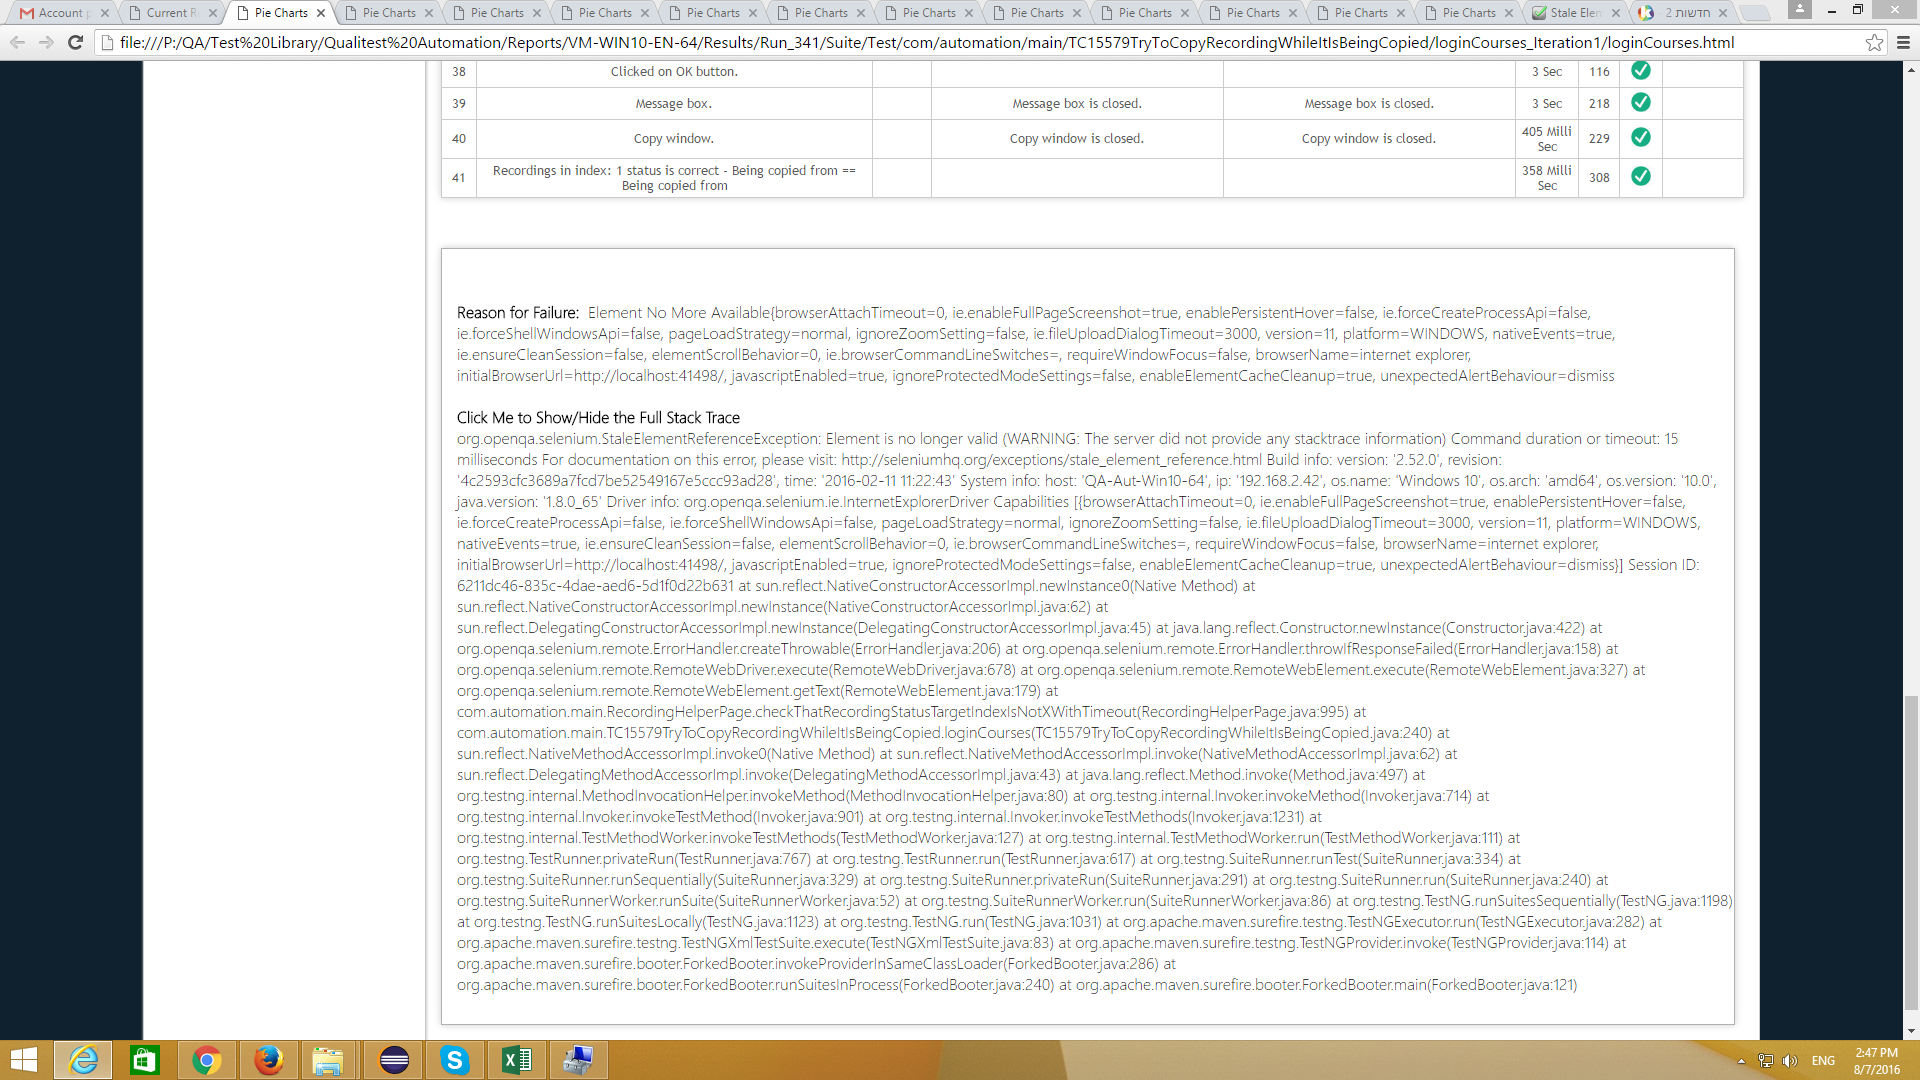 Account p
Current R
Pie Charts
Pie Charts
Pie Charts
Pie Charts
Pie Charts
Pie Charts
Pie Charts
Pie Charts
Pie Charts
Pie Charts
Pie Charts
Pie Charts
Stale Elem
חדשות 2
file:///P:/QA/Test%20Library/Qualitest%20Automation/Reports/VM-WIN10-EN-64/Results/Run_341/Suite/Test/com/automation/main/TC15579TryToCopyRecordingWhileItIsBeingCopied/loginCourses_Iteration1/loginCourses.html
38 Clicked on OK button. 3 Sec 116
39 Message box. Message box is closed. Message box is closed. 3 Sec 218
40 Copy window. Copy window is closed. Copy window is closed. 405 Milli Sec 229
41 Recordings in index: 1 status is correct - Being copied from ==
Being copied from 358 Milli Sec 308
Reason for Failure: Element No More Available{browserAttachTimeout=0, ie.enableFullPageScreenshot=true, enablePersistentHover=false, ie.forceCreateProcessApi=false,
ie.forceShellWindowsApi=false, pageLoadStrategy=normal, ignoreZoomSetting=false, ie.fileUploadDialogTimeout=3000, version=11, platform=WINDOWS, nativeEvents=true,
ie.ensureCleanSession=false, elementScrollBehavior=0, ie.browserCommandLineSwitches=, requireWindowFocus=false, browserName=internet explorer,
initialBrowserUrl=http://localhost:41498/, javascriptEnabled=true, ignoreProtectedModeSettings=false, enableElementCacheCleanup=true, unexpectedAlertBehaviour=dismiss
Click Me to Show/Hide the Full Stack Trace
org.openqa.selenium.StaleElementReferenceException: Element is no longer valid (WARNING: The server did not provide any stacktrace information) Command duration or timeout: 15
milliseconds For documentation on this error, please visit: http://seleniumhq.org/exceptions/stale_element_reference.html Build info: version: '2.52.0', revision:
'4c2593cfc3689a7fcd7be52549167e5ccc93ad28', time: '2016-02-11 11:22:43' System info: host: 'QA-Aut-Win10-64', ip: '192.168.2.42', os.name: 'Windows 10', os.arch: 'amd64', os.version: '10.0',
java.version: '1.8.0_65' Driver info: org.openqa.selenium.ie.InternetExplorerDriver Capabilities [{browserAttachTimeout=0, ie.enableFullPageScreenshot=true, enablePersistentHover=false,
ie.forceCreateProcessApi=false, ie.forceShellWindowsApi=false, pageLoadStrategy=normal, ignoreZoomSetting=false, ie.fileUploadDialogTimeout=3000, version=11, platform=WINDOWS,
nativeEvents=true, ie.ensureCleanSession=false, elementScrollBehavior=0, ie.browserCommandLineSwitches=, requireWindowFocus=false, browserName=internet explorer,
initialBrowserUrl=http://localhost:41498/, javascriptEnabled=true, ignoreProtectedModeSettings=false, enableElementCacheCleanup=true, unexpectedAlertBehaviour=dismiss}] Session ID:
6211dc46-835c-4dae-aed6-5d1f0d22b631 at sun.reflect.NativeConstructorAccessorImpl.newInstance0(Native Method) at
sun.reflect.NativeConstructorAccessorImpl.newInstance(NativeConstructorAccessorImpl.java:62) at
sun.reflect.DelegatingConstructorAccessorImpl.newInstance(DelegatingConstructorAccessorImpl.java:45) at java.lang.reflect.Constructor.newInstance(Constructor.java:422) at
org.openqa.selenium.remote.ErrorHandler.createThrowable(ErrorHandler.java:206) at org.openqa.selenium.remote.ErrorHandler.throwIfResponseFailed(ErrorHandler.java:158) at
org.openqa.selenium.remote.RemoteWebDriver.execute(RemoteWebDriver.java:678) at org.openqa.selenium.remote.RemoteWebElement.execute(RemoteWebElement.java:327) at
org.openqa.selenium.remote.RemoteWebElement.getText(RemoteWebElement.java:179) at
com.automation.main.RecordingHelperPage.checkThatRecordingStatusTargetIndexIsNotXWithTimeout(RecordingHelperPage.java:995) at
com.automation.main.TC15579TryToCopyRecordingWhileItIsBeingCopied.loginCourses(TC15579TryToCopyRecordingWhileItIsBeingCopied.java:240) at
sun.reflect.NativeMethodAccessorImpl.invoke0(Native Method) at sun.reflect.NativeMethodAccessorImpl.invoke(NativeMethodAccessorImpl.java:62) at
sun.reflect.DelegatingMethodAccessorImpl.invoke(DelegatingMethodAccessorImpl.java:43) at java.lang.reflect.Method.invoke(Method.java:497) at
org.testng.internal.MethodInvocationHelper.invokeMethod(MethodInvocationHelper.java:80) at org.testng.internal.Invoker.invokeMethod(Invoker.java:714) at
org.testng.internal.Invoker.invokeTestMethod(Invoker.java:901) at org.testng.internal.Invoker.invokeTestMethods(Invoker.java:1231) at
org.testng.internal.TestMethodWorker.invokeTestMethods(TestMethodWorker.java:127) at org.testng.internal.TestMethodWorker.run(TestMethodWorker.java:111) at
org.testng.TestRunner.privateRun(TestRunner.java:767) at org.testng.TestRunner.run(TestRunner.java:617) at org.testng.SuiteRunner.runTest(SuiteRunner.java:334) at
org.testng.SuiteRunner.runSequentially(SuiteRunner.java:329) at org.testng.SuiteRunner.privateRun(SuiteRunner.java:291) at org.testng.SuiteRunner.run(SuiteRunner.java:240) at
org.testng.SuiteRunnerWorker.runSuite(SuiteRunnerWorker.java:52) at org.testng.SuiteRunnerWorker.run(SuiteRunnerWorker.java:86) at org.testng.TestNG.runSuitesSequentially(TestNG.java:1198)
at org.testng.TestNG.runSuitesLocally(TestNG.java:1123) at org.testng.TestNG.run(TestNG.java:1031) at org.apache.maven.surefire.testng.TestNGExecutor.run(TestNGExecutor.java:282) at
org.apache.maven.surefire.testng.TestNGXmlTestSuite.execute(TestNGXmlTestSuite.java:83) at org.apache.maven.surefire.testng.TestNGProvider.invoke(TestNGProvider.java:114) at
org.apache.maven.surefire.booter.ForkedBooter.invokeProviderInSameClassLoader(ForkedBooter.java:286) at
org.apache.maven.surefire.booter.ForkedBooter.runSuitesInProcess(ForkedBooter.java:240) at org.apache.maven.surefire.booter.ForkedBooter.main(ForkedBooter.java:121)
ENG
2:47 PM
8/7/2016